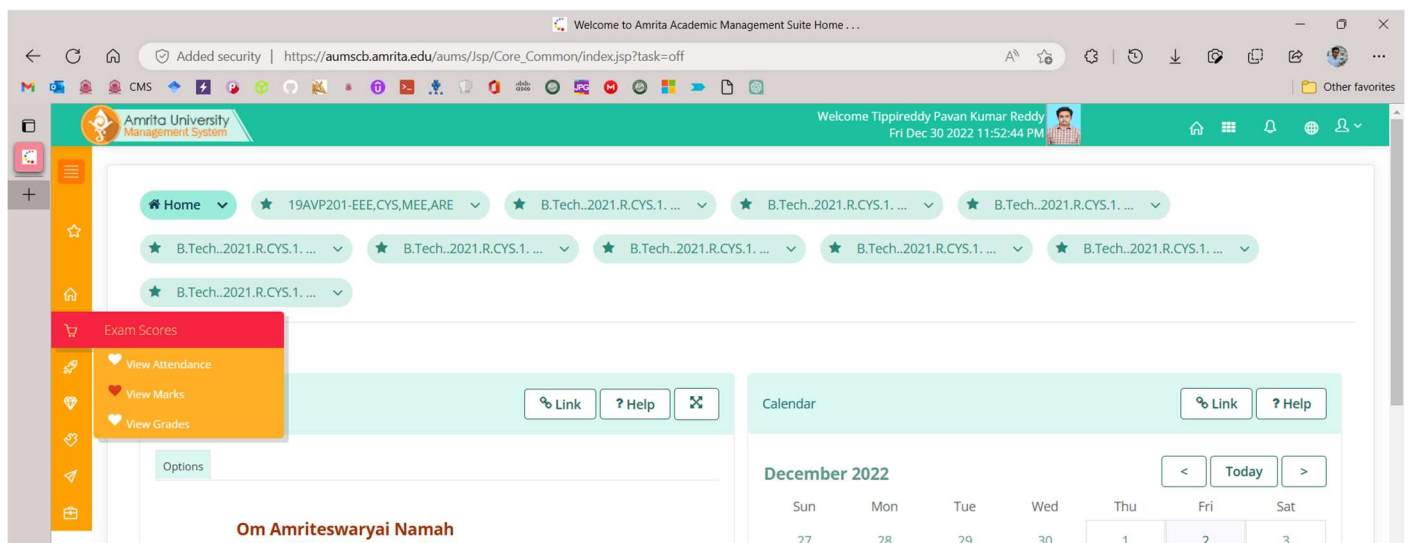 Welcome to Amrita Academic Management Suite Home . . .
Added security | https://aumscb.amrita.edu/aums/Jsp/Core_Common/index.jsp?task=off
CMS
Other favorites
Amrita University
Management System
Welcome Tippireddy Pavan Kumar Reddy
Fri Dec 30 2022 11:52:44 PM
Home
19AVP201-EEE,CYS,MEE,ARE
B.Tech..2021.R.CYS.1. ...
B.Tech..2021.R.CYS.1. ...
B.Tech..2021.R.CYS.1. ...
B.Tech..2021.R.CYS.1. ...
B.Tech..2021.R.CYS.1. ...
B.Tech..2021.R.CYS.1. ...
B.Tech..2021.R.CYS.1. ...
B.Tech..2021.R.CYS.1. ...
B.Tech..2021.R.CYS.1. ...
Exam Scores
View Attendance
View Marks
View Grades
Link ? Help
Options
Om Amriteswaryai Namah
Calendar
Link ? Help
December 2022
< Today >
Sun Mon Tue Wed Thu Fri Sat
27 28 29 30 1 2 3